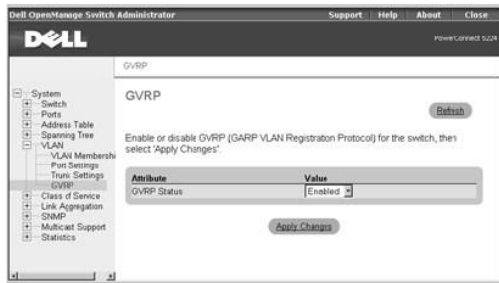 Dell OpenManage Switch Administrator Support Help About Close
DELL
PowerConnect 5224
GVRP
System
Switch
Ports
Address Table
Spanning Tree
VLAN
VLAN Membershi
Port Settings
Trunk Settings
GVRP
Class of Service
Link Aggregation
SNMP
Multicast Support
Statistics
GVRP
Refresh
Enable or disable GVRP (GARP VLAN Registration Protocol) for the switch, then
select 'Apply Changes'.
Attribute Value
GVRP Status Enabled
Apply Changes